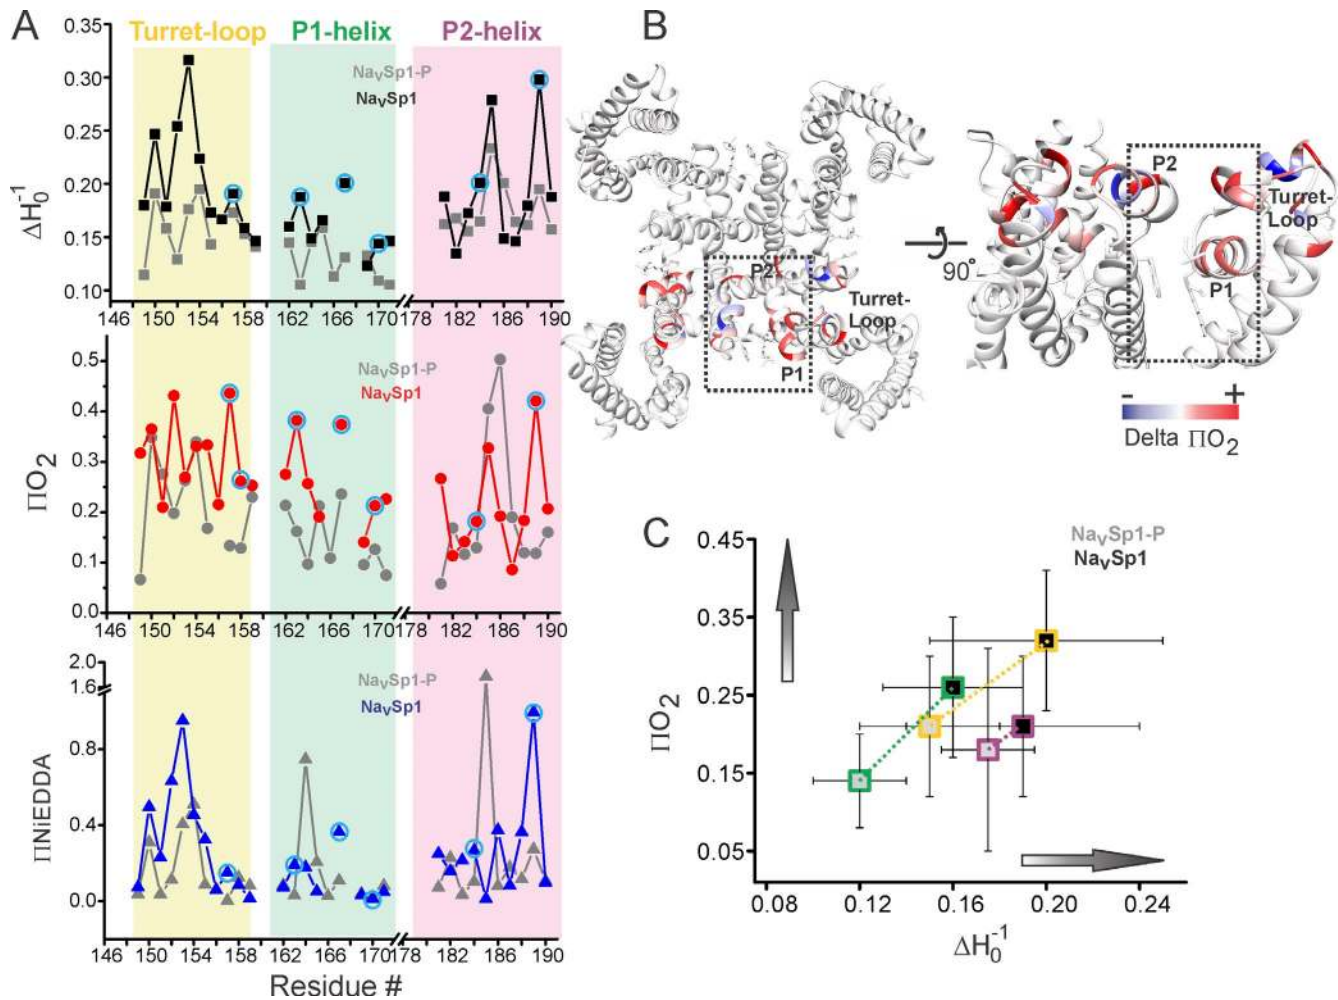 A
Turret-loop
P1-helix
P2-helix
0.35
0.30
0.25
0.20
0.15
0.10
ΔH₀⁻¹
NaᵥSp1-P
NaᵥSp1
146 150 154 158 162 166 170 178 182 186 190
0.5
0.4
0.3
0.2
0.1
0.0
ΠO₂
NaᵥSp1-P
NaᵥSp1
146 150 154 158 162 166 170 178 182 186 190
2.0
1.6
0.8
0.4
0.0
ΠNiEDDA
NaᵥSp1-P
NaᵥSp1
146 150 154 158 162 166 170 178 182 186 190
Residue #
B
P2
Turret-
Loop
P1
90°
P2
Turret-
Loop
P1
- +
Delta ΠO₂
C
NaᵥSp1-P
NaᵥSp1
0.45
0.35
0.25
0.15
0.05
ΠO₂
0.08 0.12 0.16 0.20 0.24
ΔH₀⁻¹